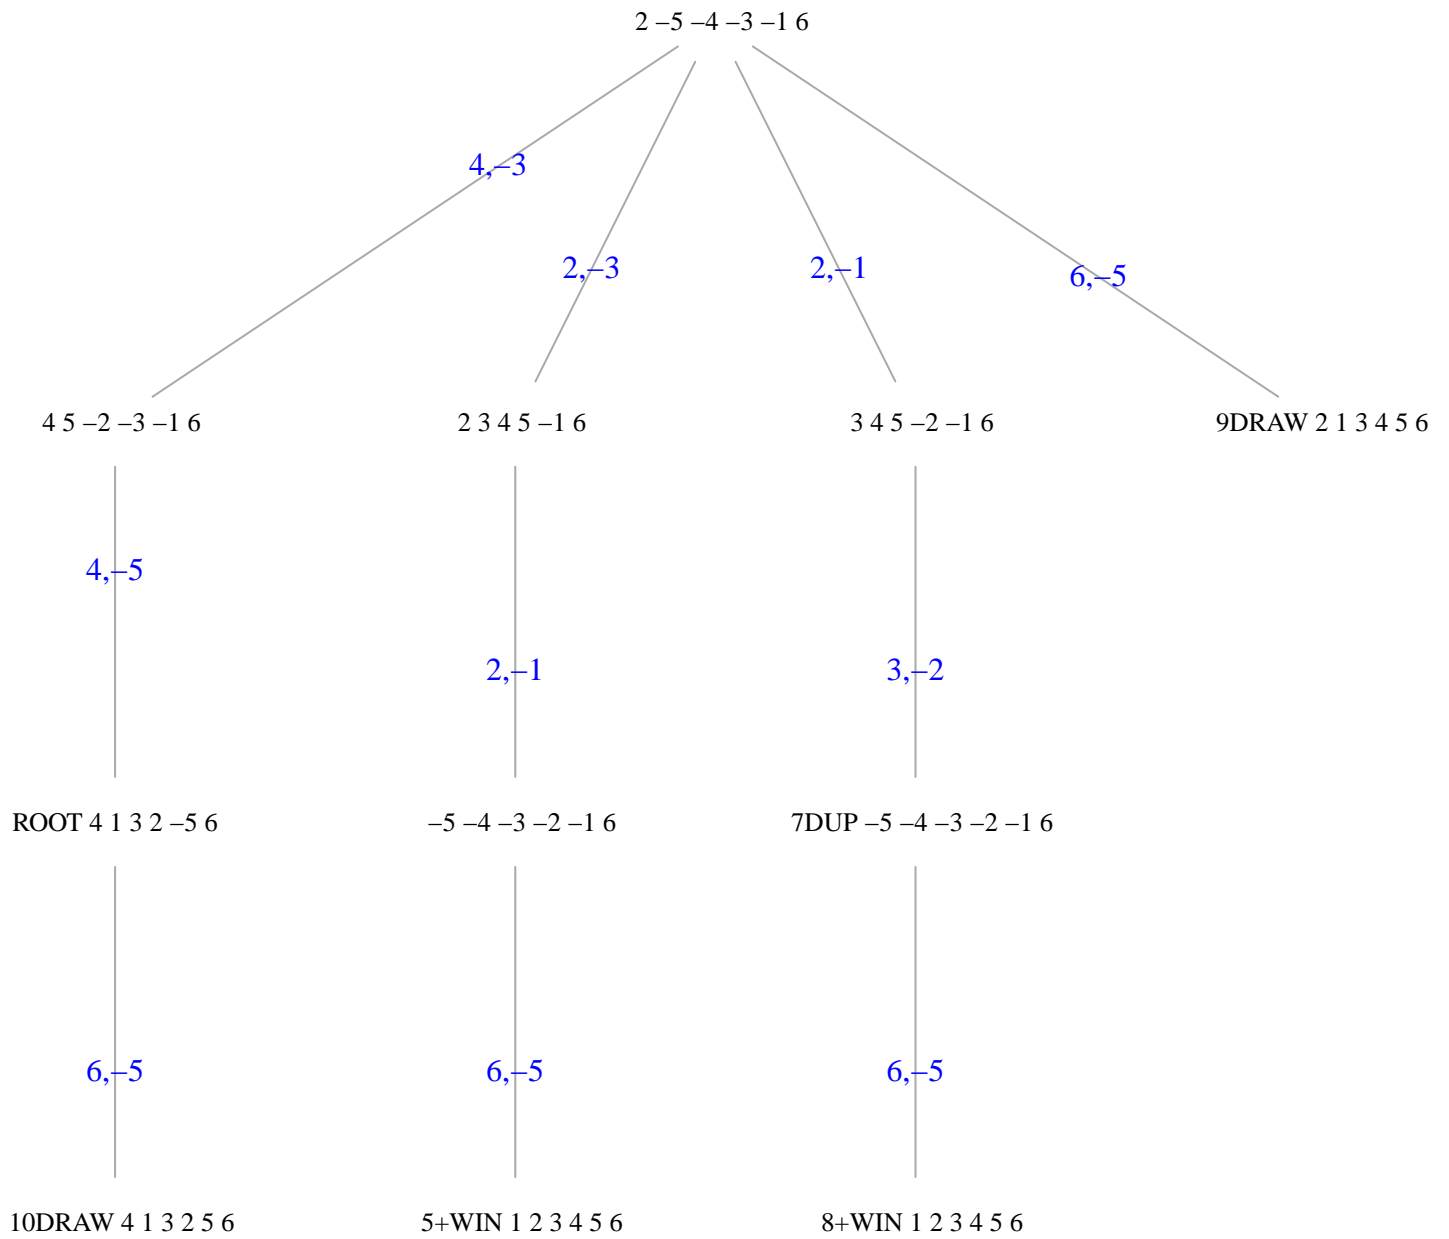 2 –5 –4 –3 –1 6
4,–3
2,–3
2,–1
6,–5
4 5 –2 –3 –1 6
2 3 4 5 –1 6
3 4 5 –2 –1 6
9DRAW 2 1 3 4 5 6
4,–5
2,–1
3,–2
ROOT 4 1 3 2 –5 6
–5 –4 –3 –2 –1 6
7DUP –5 –4 –3 –2 –1 6
6,–5
6,–5
6,–5
10DRAW 4 1 3 2 5 6
5+WIN 1 2 3 4 5 6
8+WIN 1 2 3 4 5 6